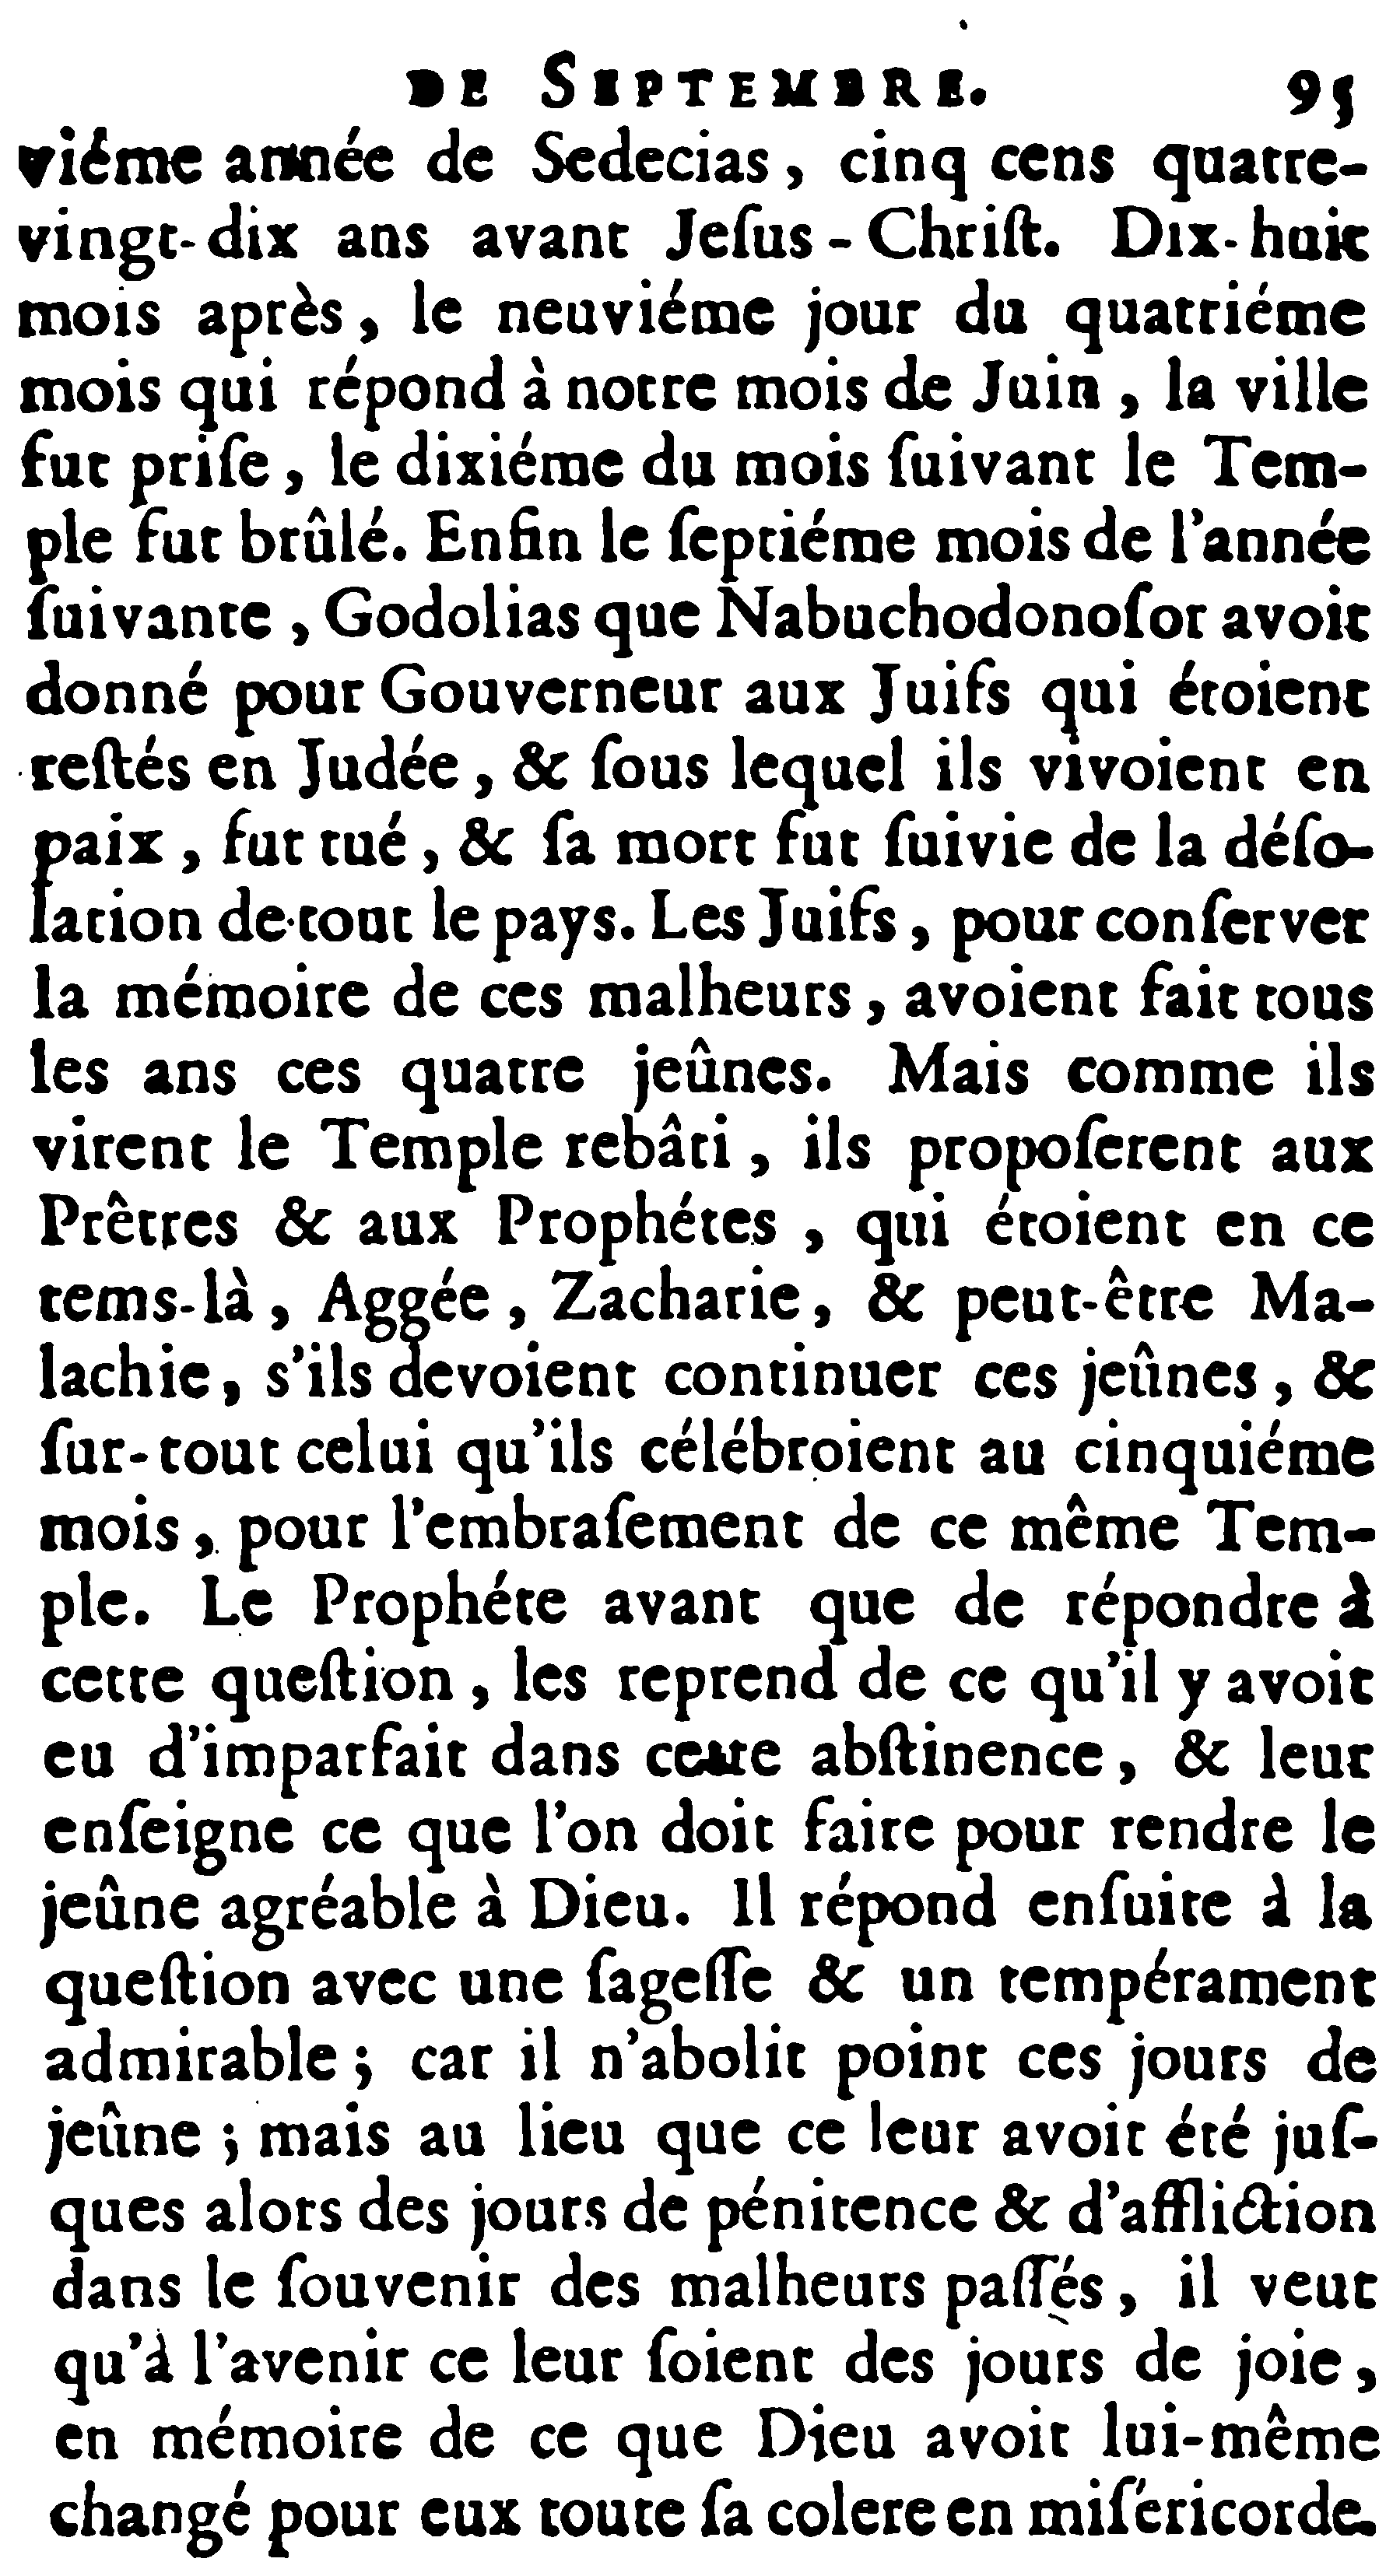 DE SEPTEMBRE. 95
viéme année de Sedecias, cinq cens quatre-
vingt-dix ans avant Jeſus-Chriſt. Dix-huit
mois après, le neuviéme jour du quatriéme
mois qui répond à notre mois de Juin, la ville
fut priſe, le dixiéme du mois ſuivant le Tem-
ple fut brûlé. Enfin le ſeptiéme mois de l'année
ſuivante, Godolias que Nabuchodonoſor avoit
donné pour Gouverneur aux Juifs qui étoient
reſtés en Judée, & ſous lequel ils vivoient en
paix, fut tué, & ſa mort fut ſuivie de la déſo-
lation de tout le pays. Les Juifs, pour conſerver
la mémoire de ces malheurs, avoient fait tous
les ans ces quatre jeûnes. Mais comme ils
virent le Temple rebâti, ils propoſerent aux
Prêtres & aux Prophétes, qui étoient en ce
tems-là, Aggée, Zacharie, & peut-être Ma-
lachie, s'ils devoient continuer ces jeûnes, &
ſur-tout celui qu'ils célébroient au cinquiéme
mois, pour l'embraſement de ce même Tem-
ple. Le Prophéte avant que de répondre à
cette queſtion, les reprend de ce qu'il y avoit
eu d'imparfait dans cette abſtinence, & leur
enſeigne ce que l'on doit faire pour rendre le
jeûne agréable à Dieu. Il répond enſuite à la
queſtion avec une ſageſſe & un tempérament
admirable; car il n'abolit point ces jours de
jeûne; mais au lieu que ce leur avoit été juſ-
ques alors des jours de pénitence & d'affliction
dans le ſouvenir des malheurs paſſés, il veut
qu'à l'avenir ce leur ſoient des jours de joie,
en mémoire de ce que Dieu avoit lui-même
changé pour eux toute ſa colere en miſéricorde.